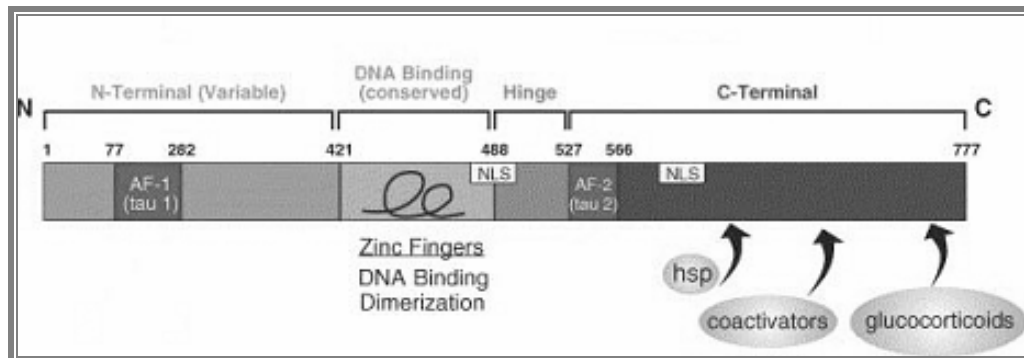 DNA Binding
N-Terminal (Variable) (conserved) Hinge C-Terminal
N C
1 77 262 421 488 527 566 777
AF-1 NLS AF-2 NLS
(tau 1) (tau 2)
Zinc Fingers
DNA Binding
Dimerization
hsp
coactivators glucocorticoids